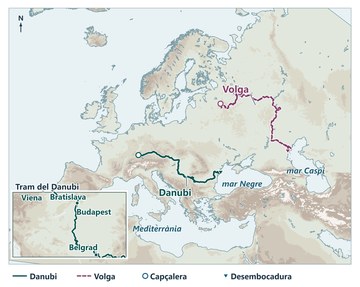 N
Volga
mar Caspi
mar Negre
Danubi
Mediterrània
Tram del Danubi
Viena Bratislava
Budapest
Belgrad
Danubi Volga Capçalera Desembocadura